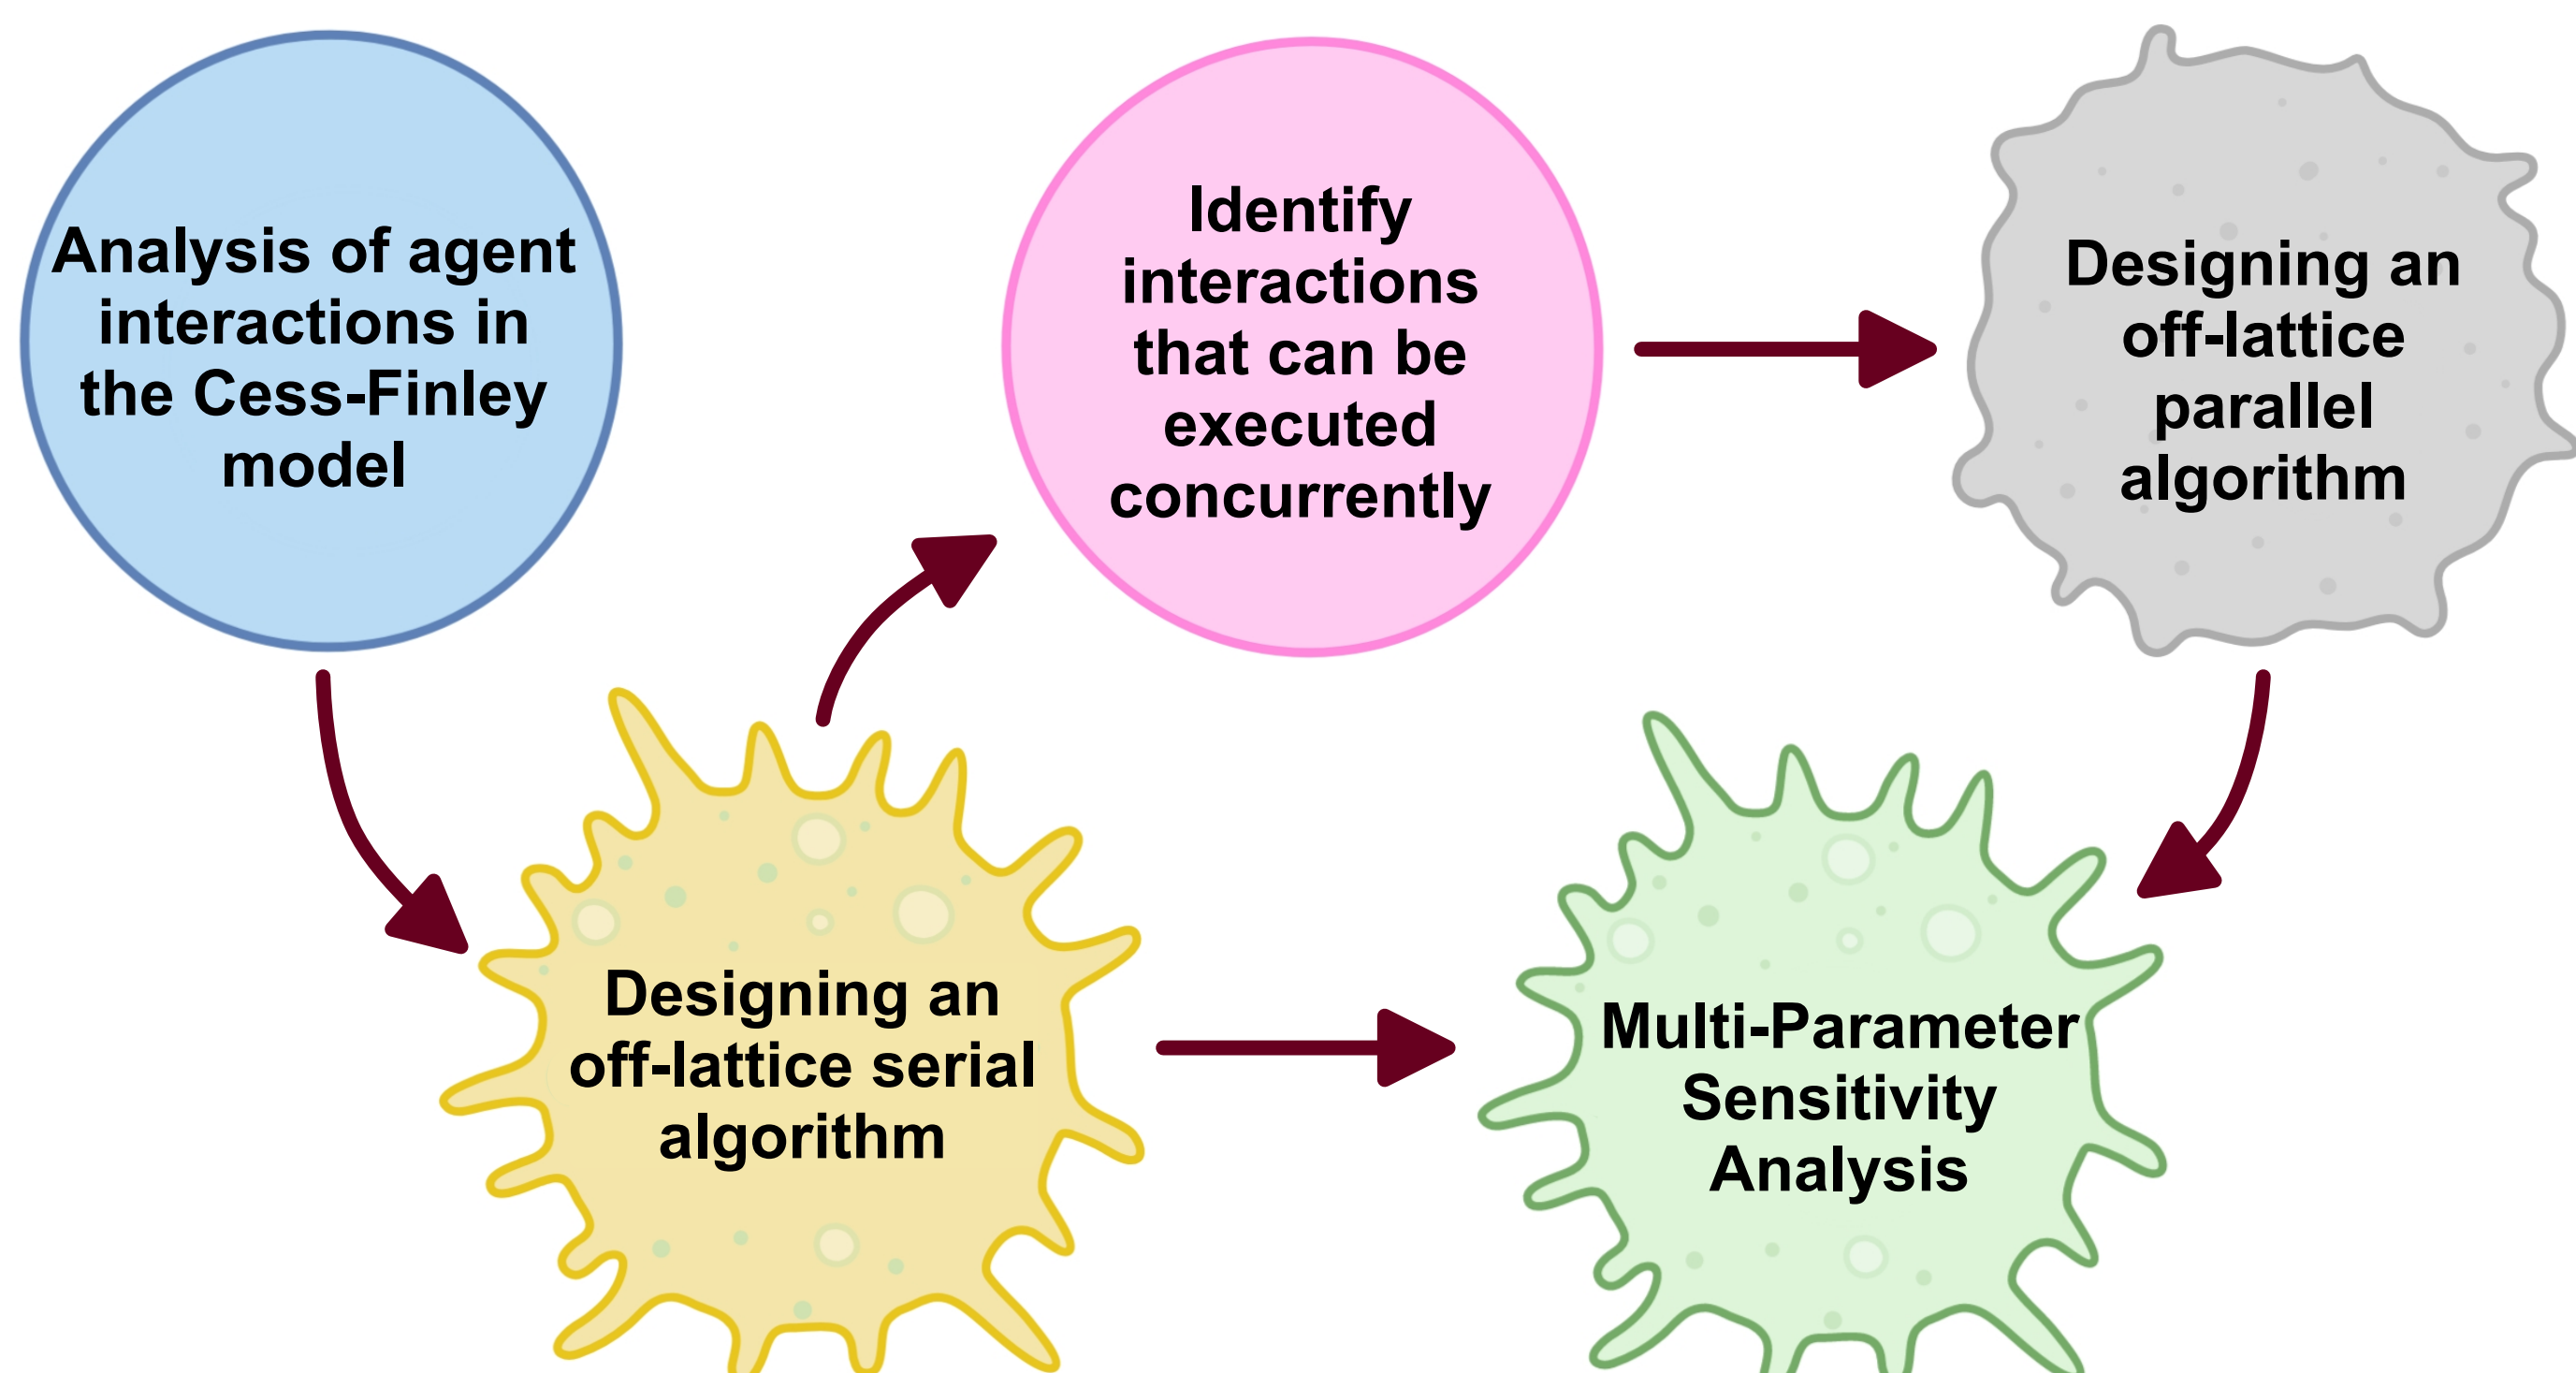 Analysis of agent
interactions in
the Cess-Finley
model
Designing an
off-lattice serial
algorithm
Identify
interactions
that can be
executed
concurrently
Designing an
off-lattice
parallel
algorithm
Multi-Parameter
Sensitivity
Analysis